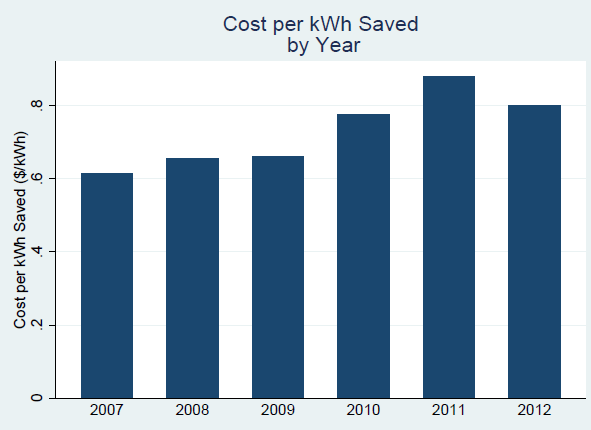 Cost per kWh Saved
by Year
Cost per kWh Saved ($/kWh)
.8
.6
.4
.2
0
2007 2008 2009 2010 2011 2012